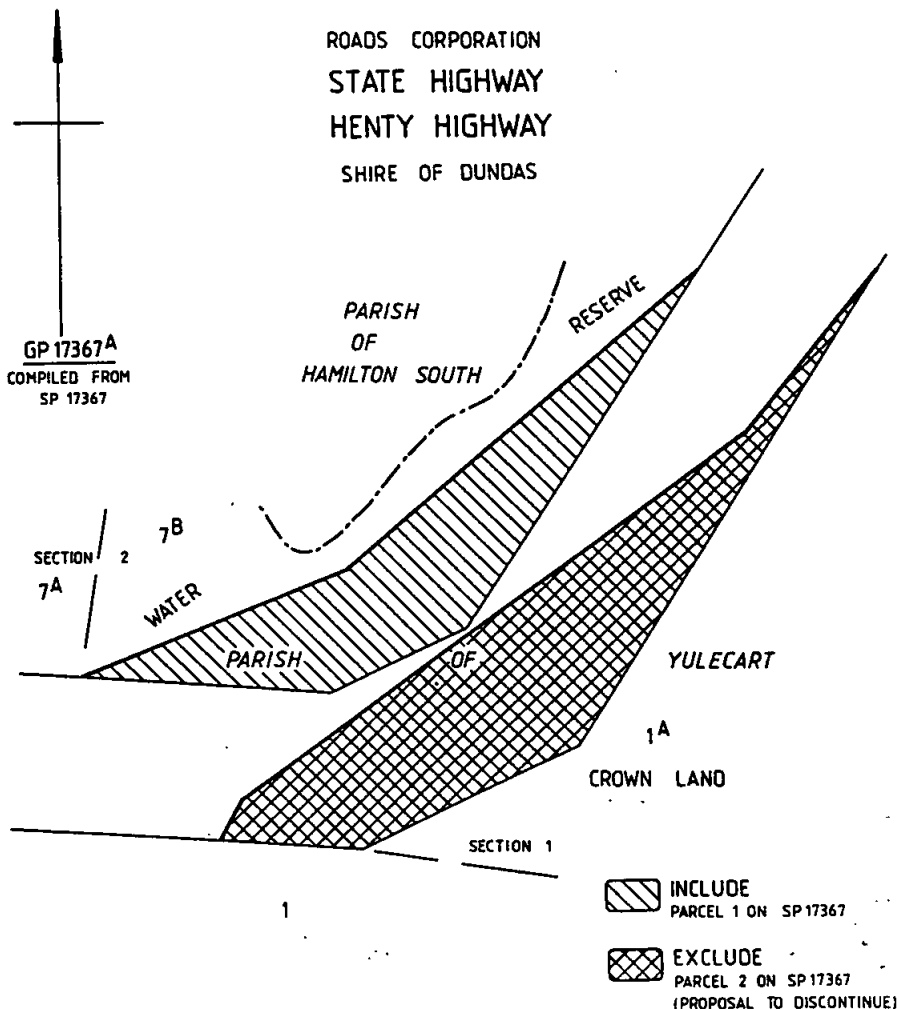 ROADS CORPORATION
STATE HIGHWAY
HENTY HIGHWAY
SHIRE OF DUNDAS
GP 17367A
COMPILED FROM
SP 17367
PARISH
OF
HAMILTON SOUTH
RESERVE
7B
SECTION 2
7A
WATER
PARISH OF YULECART
1A
CROWN LAND
SECTION 1
1
INCLUDE
PARCEL 1 ON SP 17367
EXCLUDE
PARCEL 2 ON SP 17367
(PROPOSAL TO DISCONTINUE)